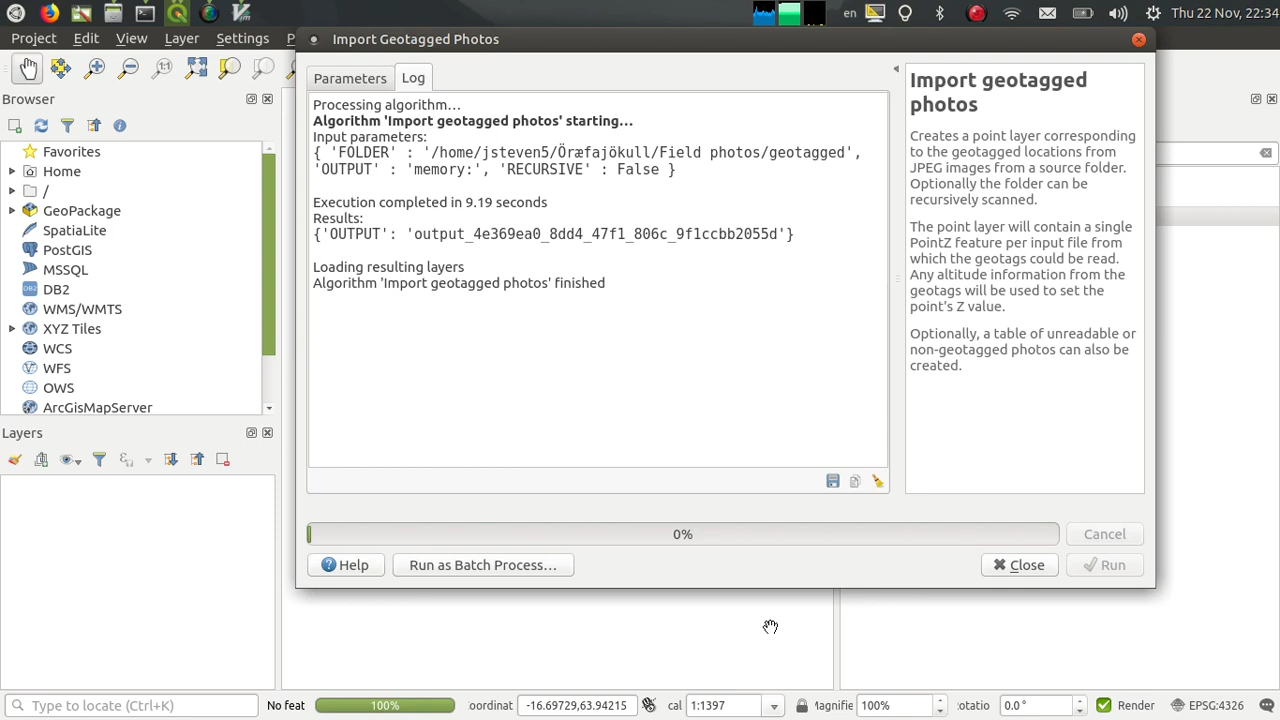 en
Thu 22 Nov, 22:34
Project Edit View Layer Settings P
Import Geotagged Photos
Parameters Log
Browser
Favorites
Home
/
GeoPackage
SpatiaLite
PostGIS
MSSQL
DB2
WMS/WMTS
XYZ Tiles
WCS
WFS
OWS
ArcGisMapServer
Layers
Processing algorithm…
Algorithm 'Import geotagged photos' starting…
Input parameters:
{ 'FOLDER' : '/home/jsteven5/Öræfajökull/Field photos/geotagged',
'OUTPUT' : 'memory:', 'RECURSIVE' : False }
Execution completed in 9.19 seconds
Results:
{'OUTPUT': 'output_4e369ea0_8dd4_47f1_806c_9f1ccbb2055d'}
Loading resulting layers
Algorithm 'Import geotagged photos' finished
Import geotagged
photos
Creates a point layer corresponding
to the geotagged locations from
JPEG images from a source folder.
Optionally the folder can be
recursively scanned.
The point layer will contain a single
PointZ feature per input file from
which the geotags could be read.
Any altitude information from the
geotags will be used to set the
point's Z value.
Optionally, a table of unreadable or
non-geotagged photos can also be
created.
0%
Cancel
Help
Run as Batch Process…
Close
Run
Type to locate (Ctrl+K)
No feat
100%
oordinat
-16.69729,63.94215
cal
1:1397
Magnifie
100%
otatio
0.0 °
Render
EPSG:4326